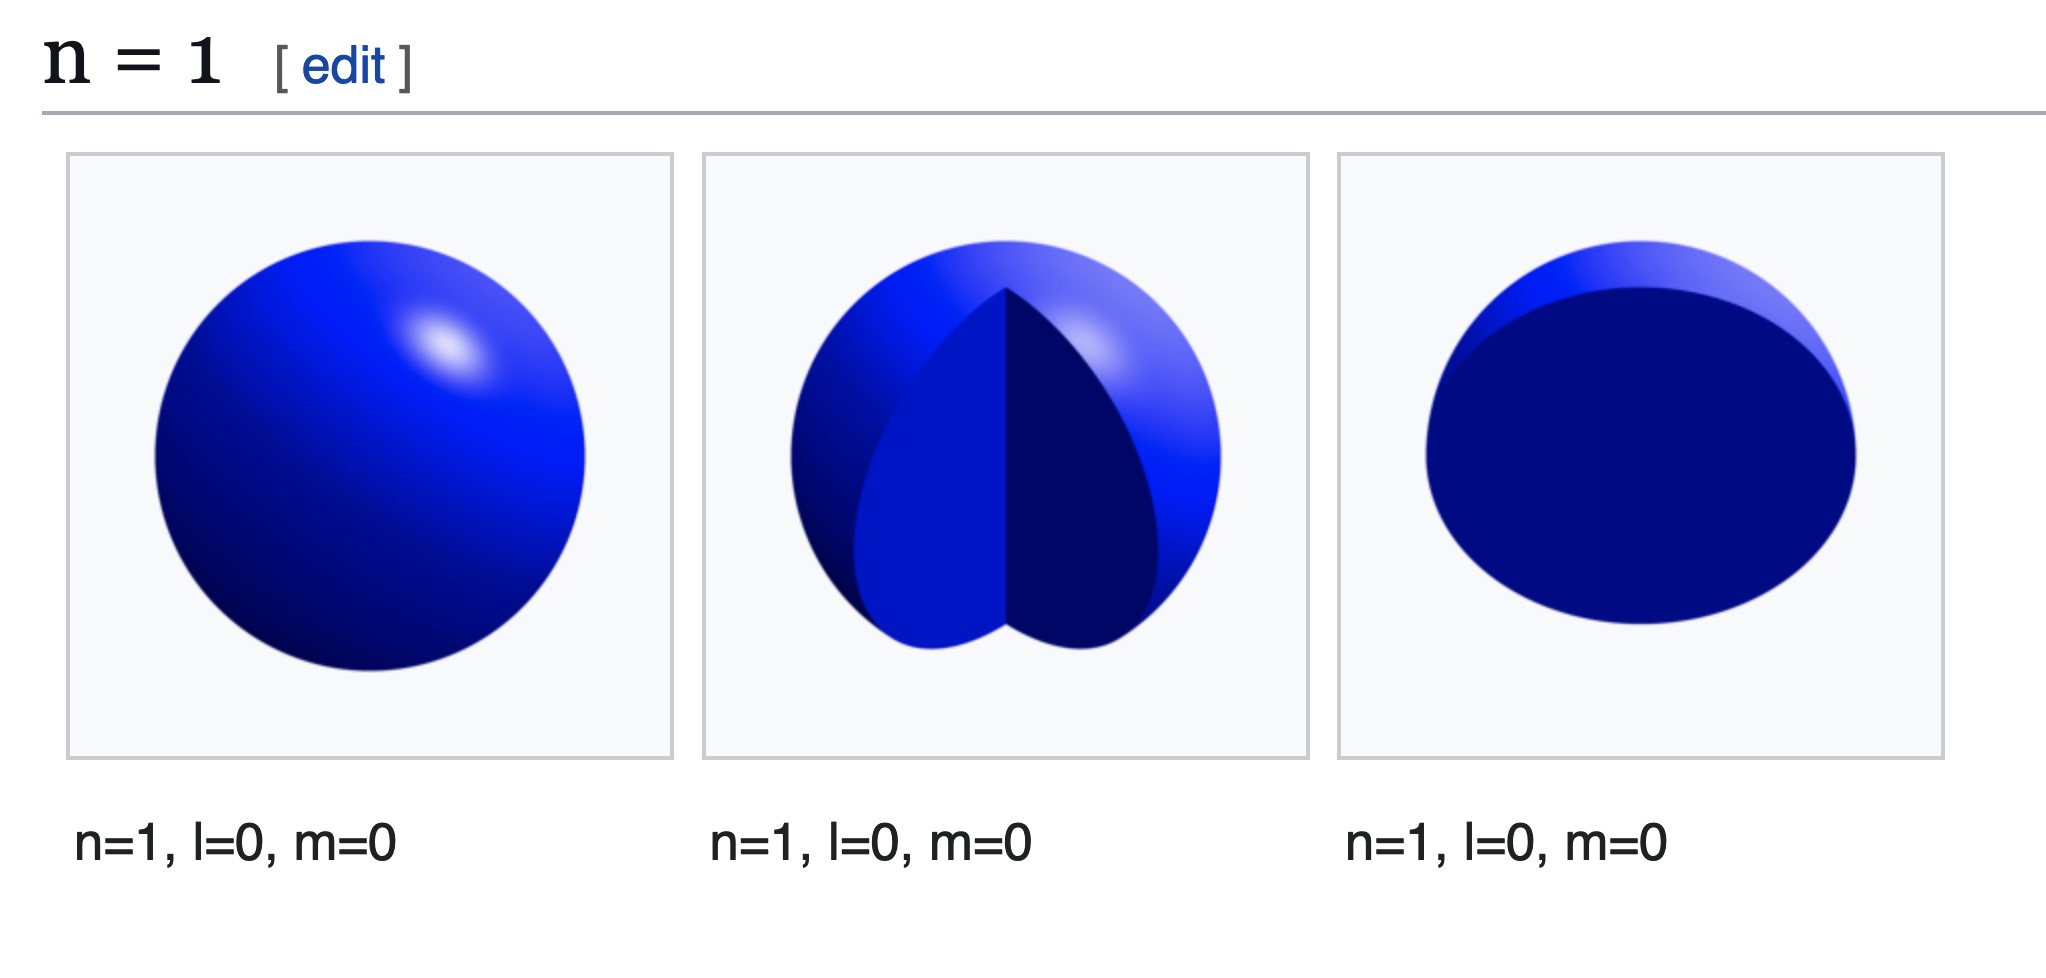 n = 1 [ edit ]
n=1, l=0, m=0
n=1, l=0, m=0
n=1, l=0, m=0